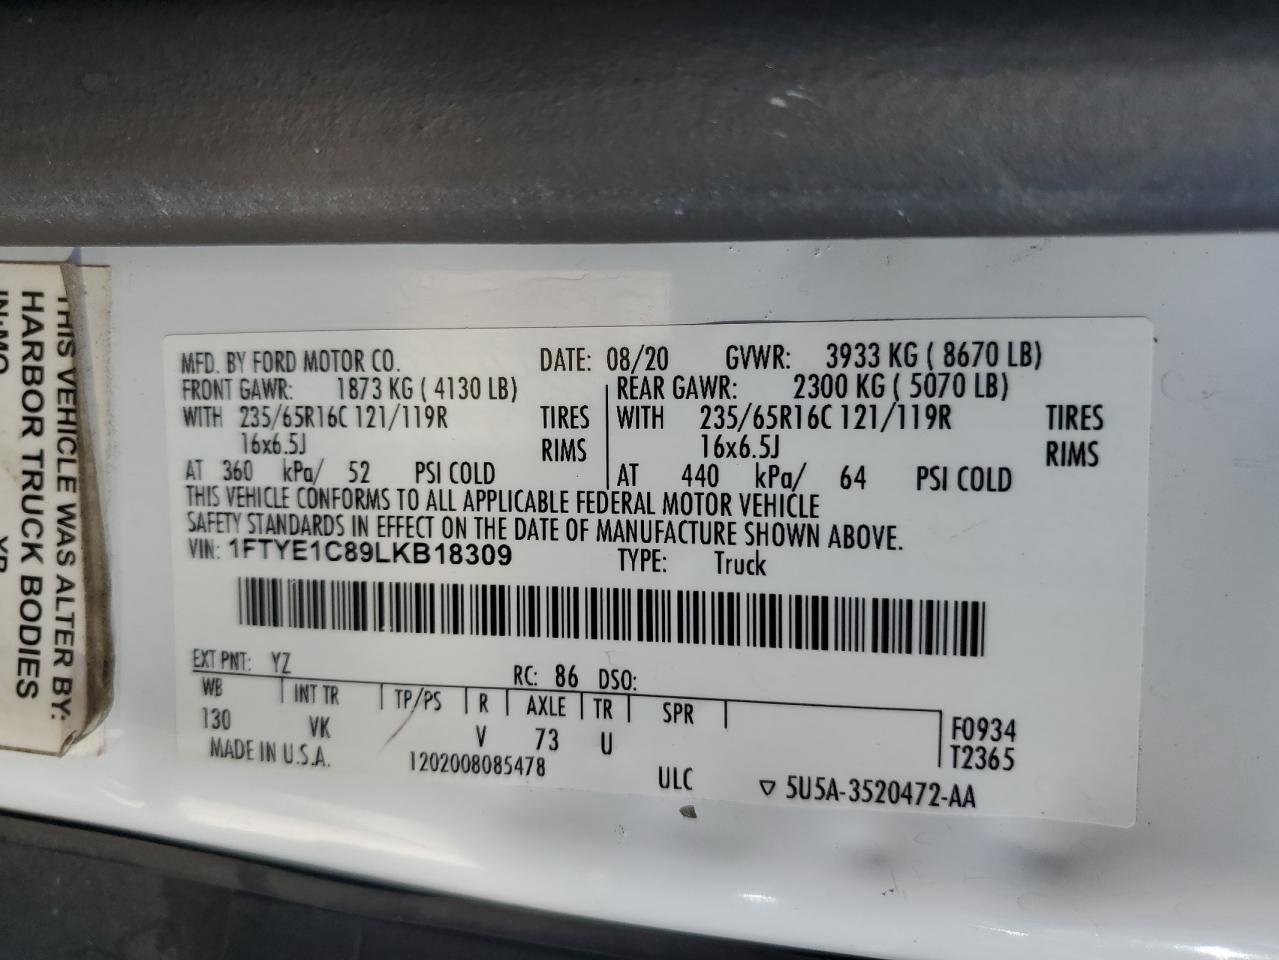 MFD. BY FORD MOTOR CO. DATE: 08/20 GVWR: 3933 KG ( 8670 LB)
FRONT GAWR: 1873 KG ( 4130 LB) REAR GAWR: 2300 KG ( 5070 LB)
WITH 235/65R16C 121/119R TIRES WITH 235/65R16C 121/119R TIRES
16x6.5J RIMS 16x6.5J RIMS
AT 360 kPa/ 52 PSI COLD AT 440 kPa/ 64 PSI COLD
THIS VEHICLE CONFORMS TO ALL APPLICABLE FEDERAL MOTOR VEHICLE
SAFETY STANDARDS IN EFFECT ON THE DATE OF MANUFACTURE SHOWN ABOVE.
VIN: 1FTYE1C89LKB18309 TYPE: Truck
EXT PNT: YZ RC: 86 DSO:
WB INT TR TP/PS R AXLE TR SPR
130 VK V 73 U
F0934
T2365
MADE IN U.S.A. 1202008085478 ULC ▽ 5U5A-3520472-AA
THIS VEHICLE WAS ALTER BY:
HARBOR TRUCK BODIES